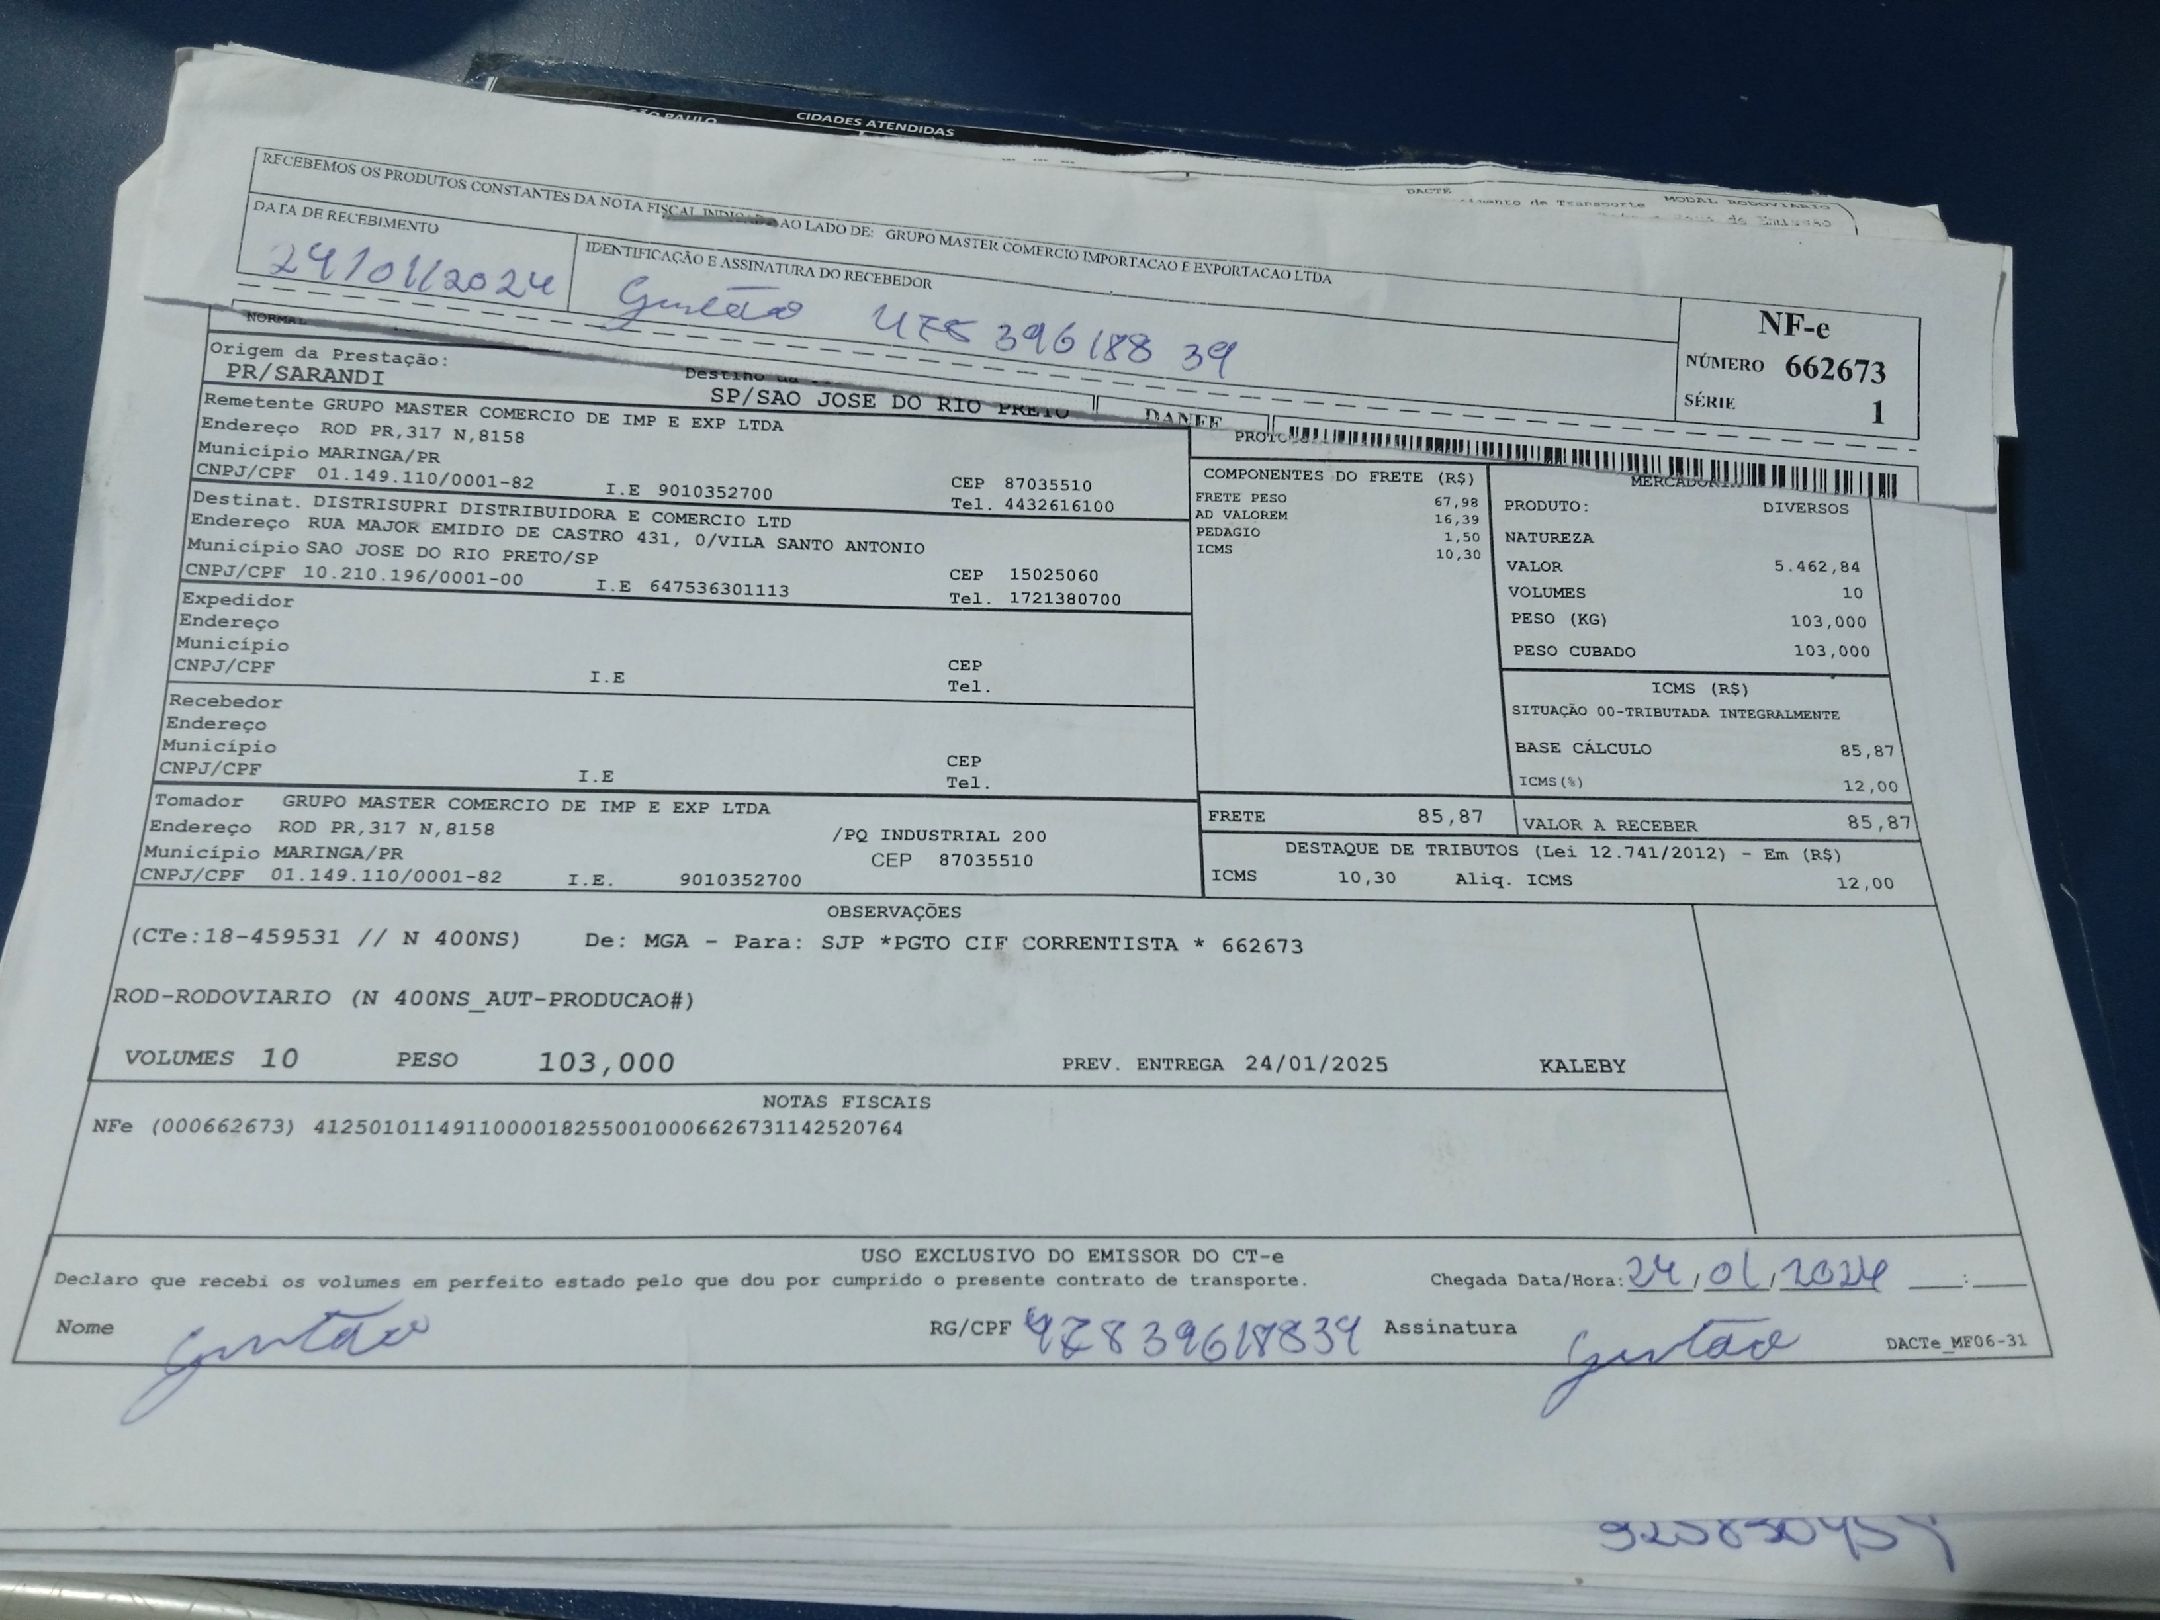 CIDADES ATENDIDAS
DACTE
MODAL RODOVIARIO
RECEBEMOS OS PRODUTOS CONSTANTES DA NOTA FISCAL INDICADO AO LADO DE: GRUPO MASTER COMERCIO IMPORTACAO E EXPORTACAO LTDA
DATA DE RECEBIMENTO
24/01/2024
IDENTIFICAÇÃO E ASSINATURA DO RECEBEDOR
396188 39
NF-e
NÚMERO 662673
SÉRIE 1
NORMAL
Origem da Prestação:
PR/SARANDI
Destino da
SP/SAO JOSE DO RIO PRETO
DANFE
Remetente GRUPO MASTER COMERCIO DE IMP E EXP LTDA
Endereço ROD PR,317 N,8158
Município MARINGA/PR
CEP 87035510
CNPJ/CPF 01.149.110/0001-82 I.E 9010352700 Tel. 4432616100
Destinat. DISTRISUPRI DISTRIBUIDORA E COMERCIO LTD
Endereço RUA MAJOR EMIDIO DE CASTRO 431, 0/VILA SANTO ANTONIO
Município SAO JOSE DO RIO PRETO/SP CEP 15025060
CNPJ/CPF 10.210.196/0001-00 I.E 647536301113 Tel. 1721380700
Expedidor
Endereço
Município CEP
CNPJ/CPF I.E Tel.
Recebedor
Endereço
Município CEP
CNPJ/CPF I.E Tel.
Tomador GRUPO MASTER COMERCIO DE IMP E EXP LTDA
Endereço ROD PR,317 N,8158 /PQ INDUSTRIAL 200
Município MARINGA/PR CEP 87035510
CNPJ/CPF 01.149.110/0001-82 I.E. 9010352700
COMPONENTES DO FRETE (R$)
FRETE PESO 67,98
AD VALOREM 16,39
PEDAGIO 1,50
ICMS 10,30
PRODUTO: DIVERSOS
NATUREZA
VALOR 5.462,84
VOLUMES 10
PESO (KG) 103,000
PESO CUBADO 103,000
ICMS (R$)
SITUAÇÃO 00-TRIBUTADA INTEGRALMENTE
BASE CÁLCULO 85,87
ICMS(%) 12,00
FRETE 85,87 VALOR A RECEBER 85,87
DESTAQUE DE TRIBUTOS (Lei 12.741/2012) - Em (R$)
ICMS 10,30 Aliq. ICMS 12,00
OBSERVAÇÕES
(CTe:18-459531 // N 400NS) De: MGA - Para: SJP *PGTO CIF CORRENTISTA * 662673
ROD-RODOVIARIO (N 400NS_AUT-PRODUCAO#)
VOLUMES 10 PESO 103,000 PREV. ENTREGA 24/01/2025 KALEBY
NOTAS FISCAIS
NFe (000662673) 41250101149110000182550010006626731142520764
USO EXCLUSIVO DO EMISSOR DO CT-e
Declaro que recebi os volumes em perfeito estado pelo que dou por cumprido o presente contrato de transporte. Chegada Data/Hora: 24/01/2024 ___:___
Nome RG/CPF Assinatura DACTe_MF06-31